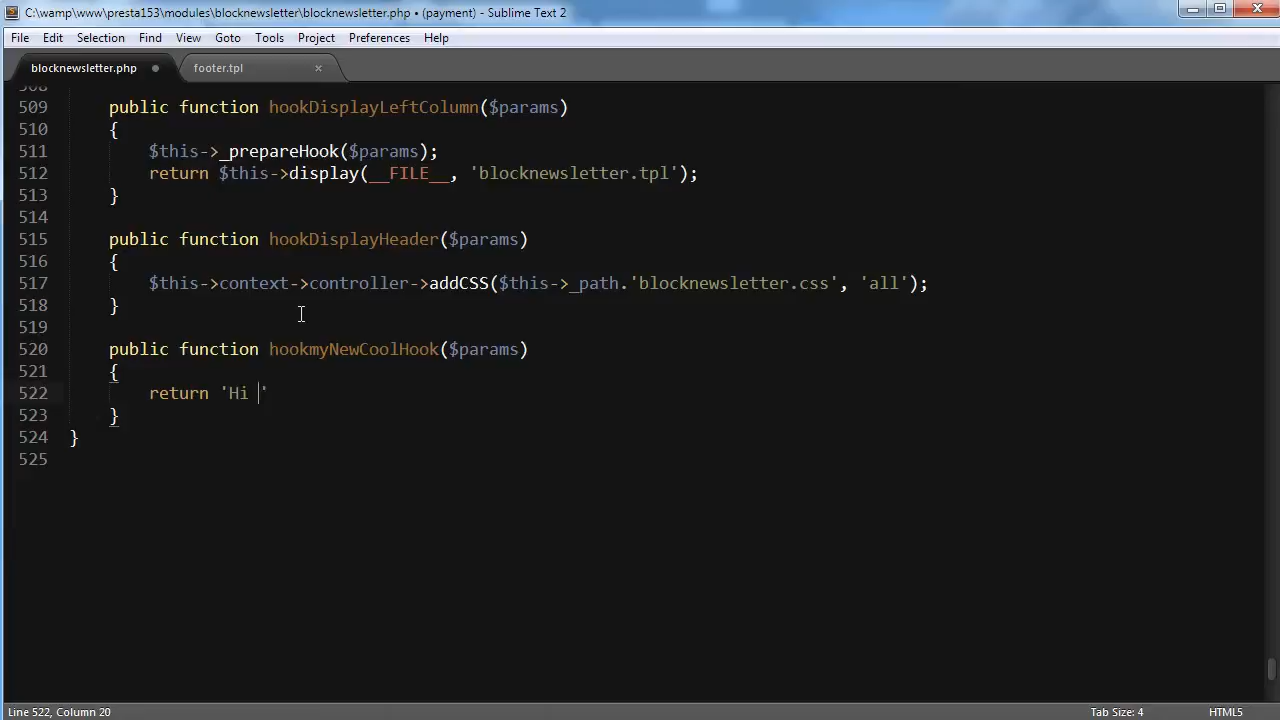 C:\wamp\www\presta153\modules\blocknewsletter\blocknewsletter.php • (payment) - Sublime Text 2
File Edit Selection Find View Goto Tools Project Preferences Help
blocknewsletter.php footer.tpl
508
509 public function hookDisplayLeftColumn($params)
510 {
511 $this->_prepareHook($params);
512 return $this->display(__FILE__, 'blocknewsletter.tpl');
513 }
514
515 public function hookDisplayHeader($params)
516 {
517 $this->context->controller->addCSS($this->_path.'blocknewsletter.css', 'all');
518 }
519
520 public function hookmyNewCoolHook($params)
521 {
522 return 'Hi '
523 }
524 }
525
Line 522, Column 20 Tab Size: 4 HTML5